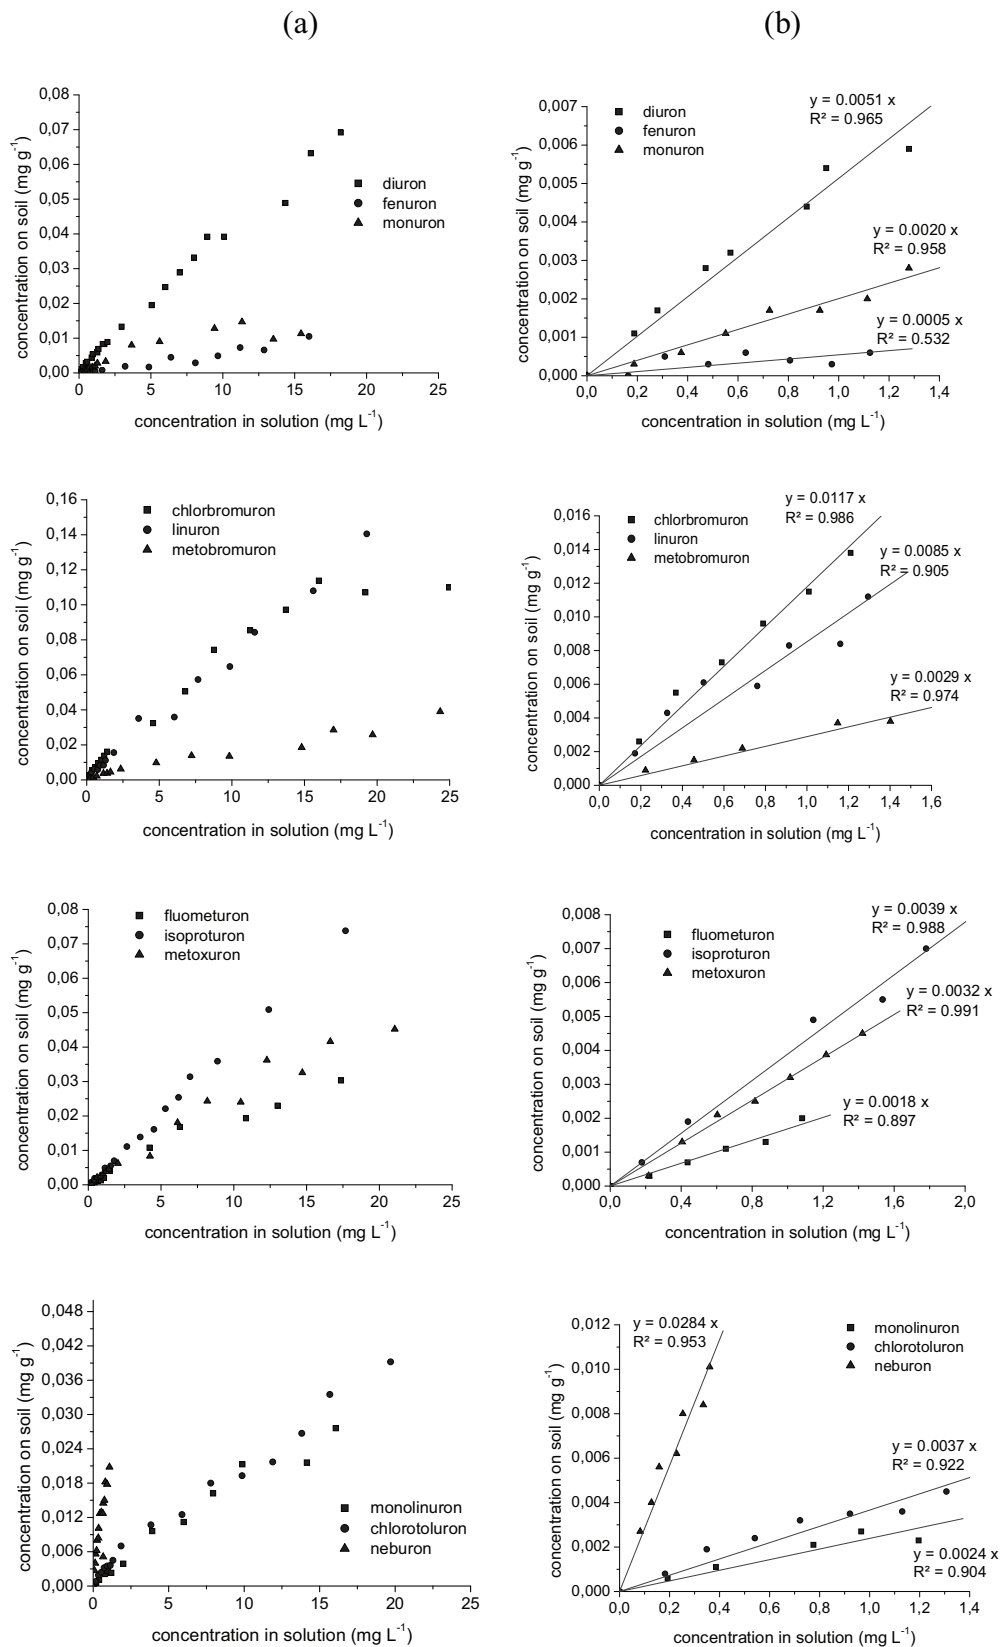 (a)
(b)
0,08
0,07
0,06
0,05
0,04
0,03
0,02
0,01
0,00
0 5 10 15 20 25
concentration on soil (mg g⁻¹)
concentration in solution (mg L⁻¹)
diuron
fenuron
monuron
0,007
0,006
0,005
0,004
0,003
0,002
0,001
0,000
0,0 0,2 0,4 0,6 0,8 1,0 1,2 1,4
concentration on soil (mg g⁻¹)
concentration in solution (mg L⁻¹)
diuron
fenuron
monuron
y = 0.0051 x
R² = 0.965
y = 0.0020 x
R² = 0.958
y = 0.0005 x
R² = 0.532
0,16
0,14
0,12
0,10
0,08
0,06
0,04
0,02
0,00
0 5 10 15 20 25
concentration on soil (mg g⁻¹)
concentration in solution (mg L⁻¹)
chlorbromuron
linuron
metobromuron
0,016
0,014
0,012
0,010
0,008
0,006
0,004
0,002
0,000
0,0 0,2 0,4 0,6 0,8 1,0 1,2 1,4 1,6
concentration on soil (mg g⁻¹)
concentration in solution (mg L⁻¹)
chlorbromuron
linuron
metobromuron
y = 0.0117 x
R² = 0.986
y = 0.0085 x
R² = 0.905
y = 0.0029 x
R² = 0.974
0,08
0,07
0,06
0,05
0,04
0,03
0,02
0,01
0,00
0 5 10 15 20 25
concentration on soil (mg g⁻¹)
concentration in solution (mg L⁻¹)
fluometuron
isoproturon
metoxuron
0,008
0,007
0,006
0,005
0,004
0,003
0,002
0,001
0,000
0,0 0,4 0,8 1,2 1,6 2,0
concentration on soil (mg g⁻¹)
concentration in solution (mg L⁻¹)
fluometuron
isoproturon
metoxuron
y = 0.0039 x
R² = 0.988
y = 0.0032 x
R² = 0.991
y = 0.0018 x
R² = 0.897
0,048
0,042
0,036
0,030
0,024
0,018
0,012
0,006
0,000
0 5 10 15 20 25
concentration on soil (mg g⁻¹)
concentration in solution (mg L⁻¹)
monolinuron
chlorotoluron
neburon
0,012
0,010
0,008
0,006
0,004
0,002
0,000
0,0 0,2 0,4 0,6 0,8 1,0 1,2 1,4
concentration on soil (mg g⁻¹)
concentration in solution (mg L⁻¹)
monolinuron
chlorotoluron
neburon
y = 0.0284 x
R² = 0.953
y = 0.0037 x
R² = 0.922
y = 0.0024 x
R² = 0.904